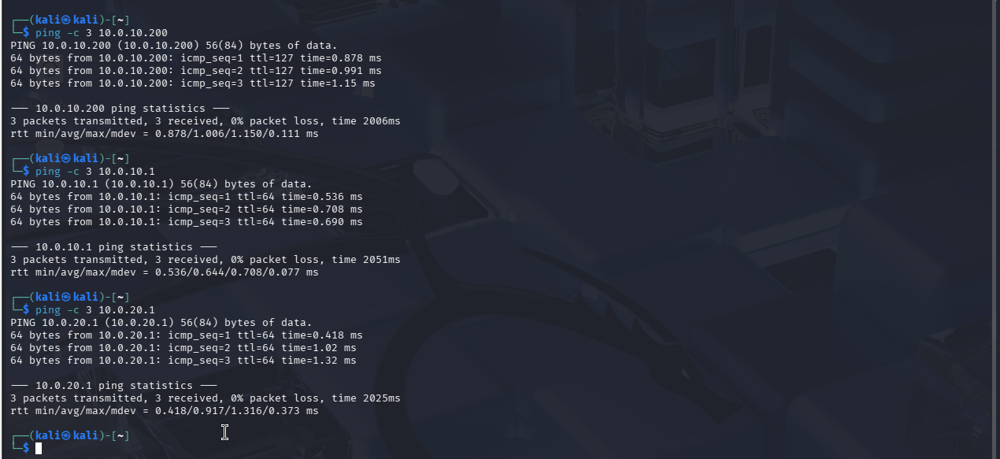 ┌──(kali㉿kali)-[~]
└─$ ping -c 3 10.0.10.200
PING 10.0.10.200 (10.0.10.200) 56(84) bytes of data.
64 bytes from 10.0.10.200: icmp_seq=1 ttl=127 time=0.878 ms
64 bytes from 10.0.10.200: icmp_seq=2 ttl=127 time=0.991 ms
64 bytes from 10.0.10.200: icmp_seq=3 ttl=127 time=1.15 ms
--- 10.0.10.200 ping statistics ---
3 packets transmitted, 3 received, 0% packet loss, time 2006ms
rtt min/avg/max/mdev = 0.878/1.006/1.150/0.111 ms
┌──(kali㉿kali)-[~]
└─$ ping -c 3 10.0.10.1
PING 10.0.10.1 (10.0.10.1) 56(84) bytes of data.
64 bytes from 10.0.10.1: icmp_seq=1 ttl=64 time=0.536 ms
64 bytes from 10.0.10.1: icmp_seq=2 ttl=64 time=0.708 ms
64 bytes from 10.0.10.1: icmp_seq=3 ttl=64 time=0.690 ms
--- 10.0.10.1 ping statistics ---
3 packets transmitted, 3 received, 0% packet loss, time 2051ms
rtt min/avg/max/mdev = 0.536/0.644/0.708/0.077 ms
┌──(kali㉿kali)-[~]
└─$ ping -c 3 10.0.20.1
PING 10.0.20.1 (10.0.20.1) 56(84) bytes of data.
64 bytes from 10.0.20.1: icmp_seq=1 ttl=64 time=0.418 ms
64 bytes from 10.0.20.1: icmp_seq=2 ttl=64 time=1.02 ms
64 bytes from 10.0.20.1: icmp_seq=3 ttl=64 time=1.32 ms
--- 10.0.20.1 ping statistics ---
3 packets transmitted, 3 received, 0% packet loss, time 2025ms
rtt min/avg/max/mdev = 0.418/0.917/1.316/0.373 ms
┌──(kali㉿kali)-[~]
└─$